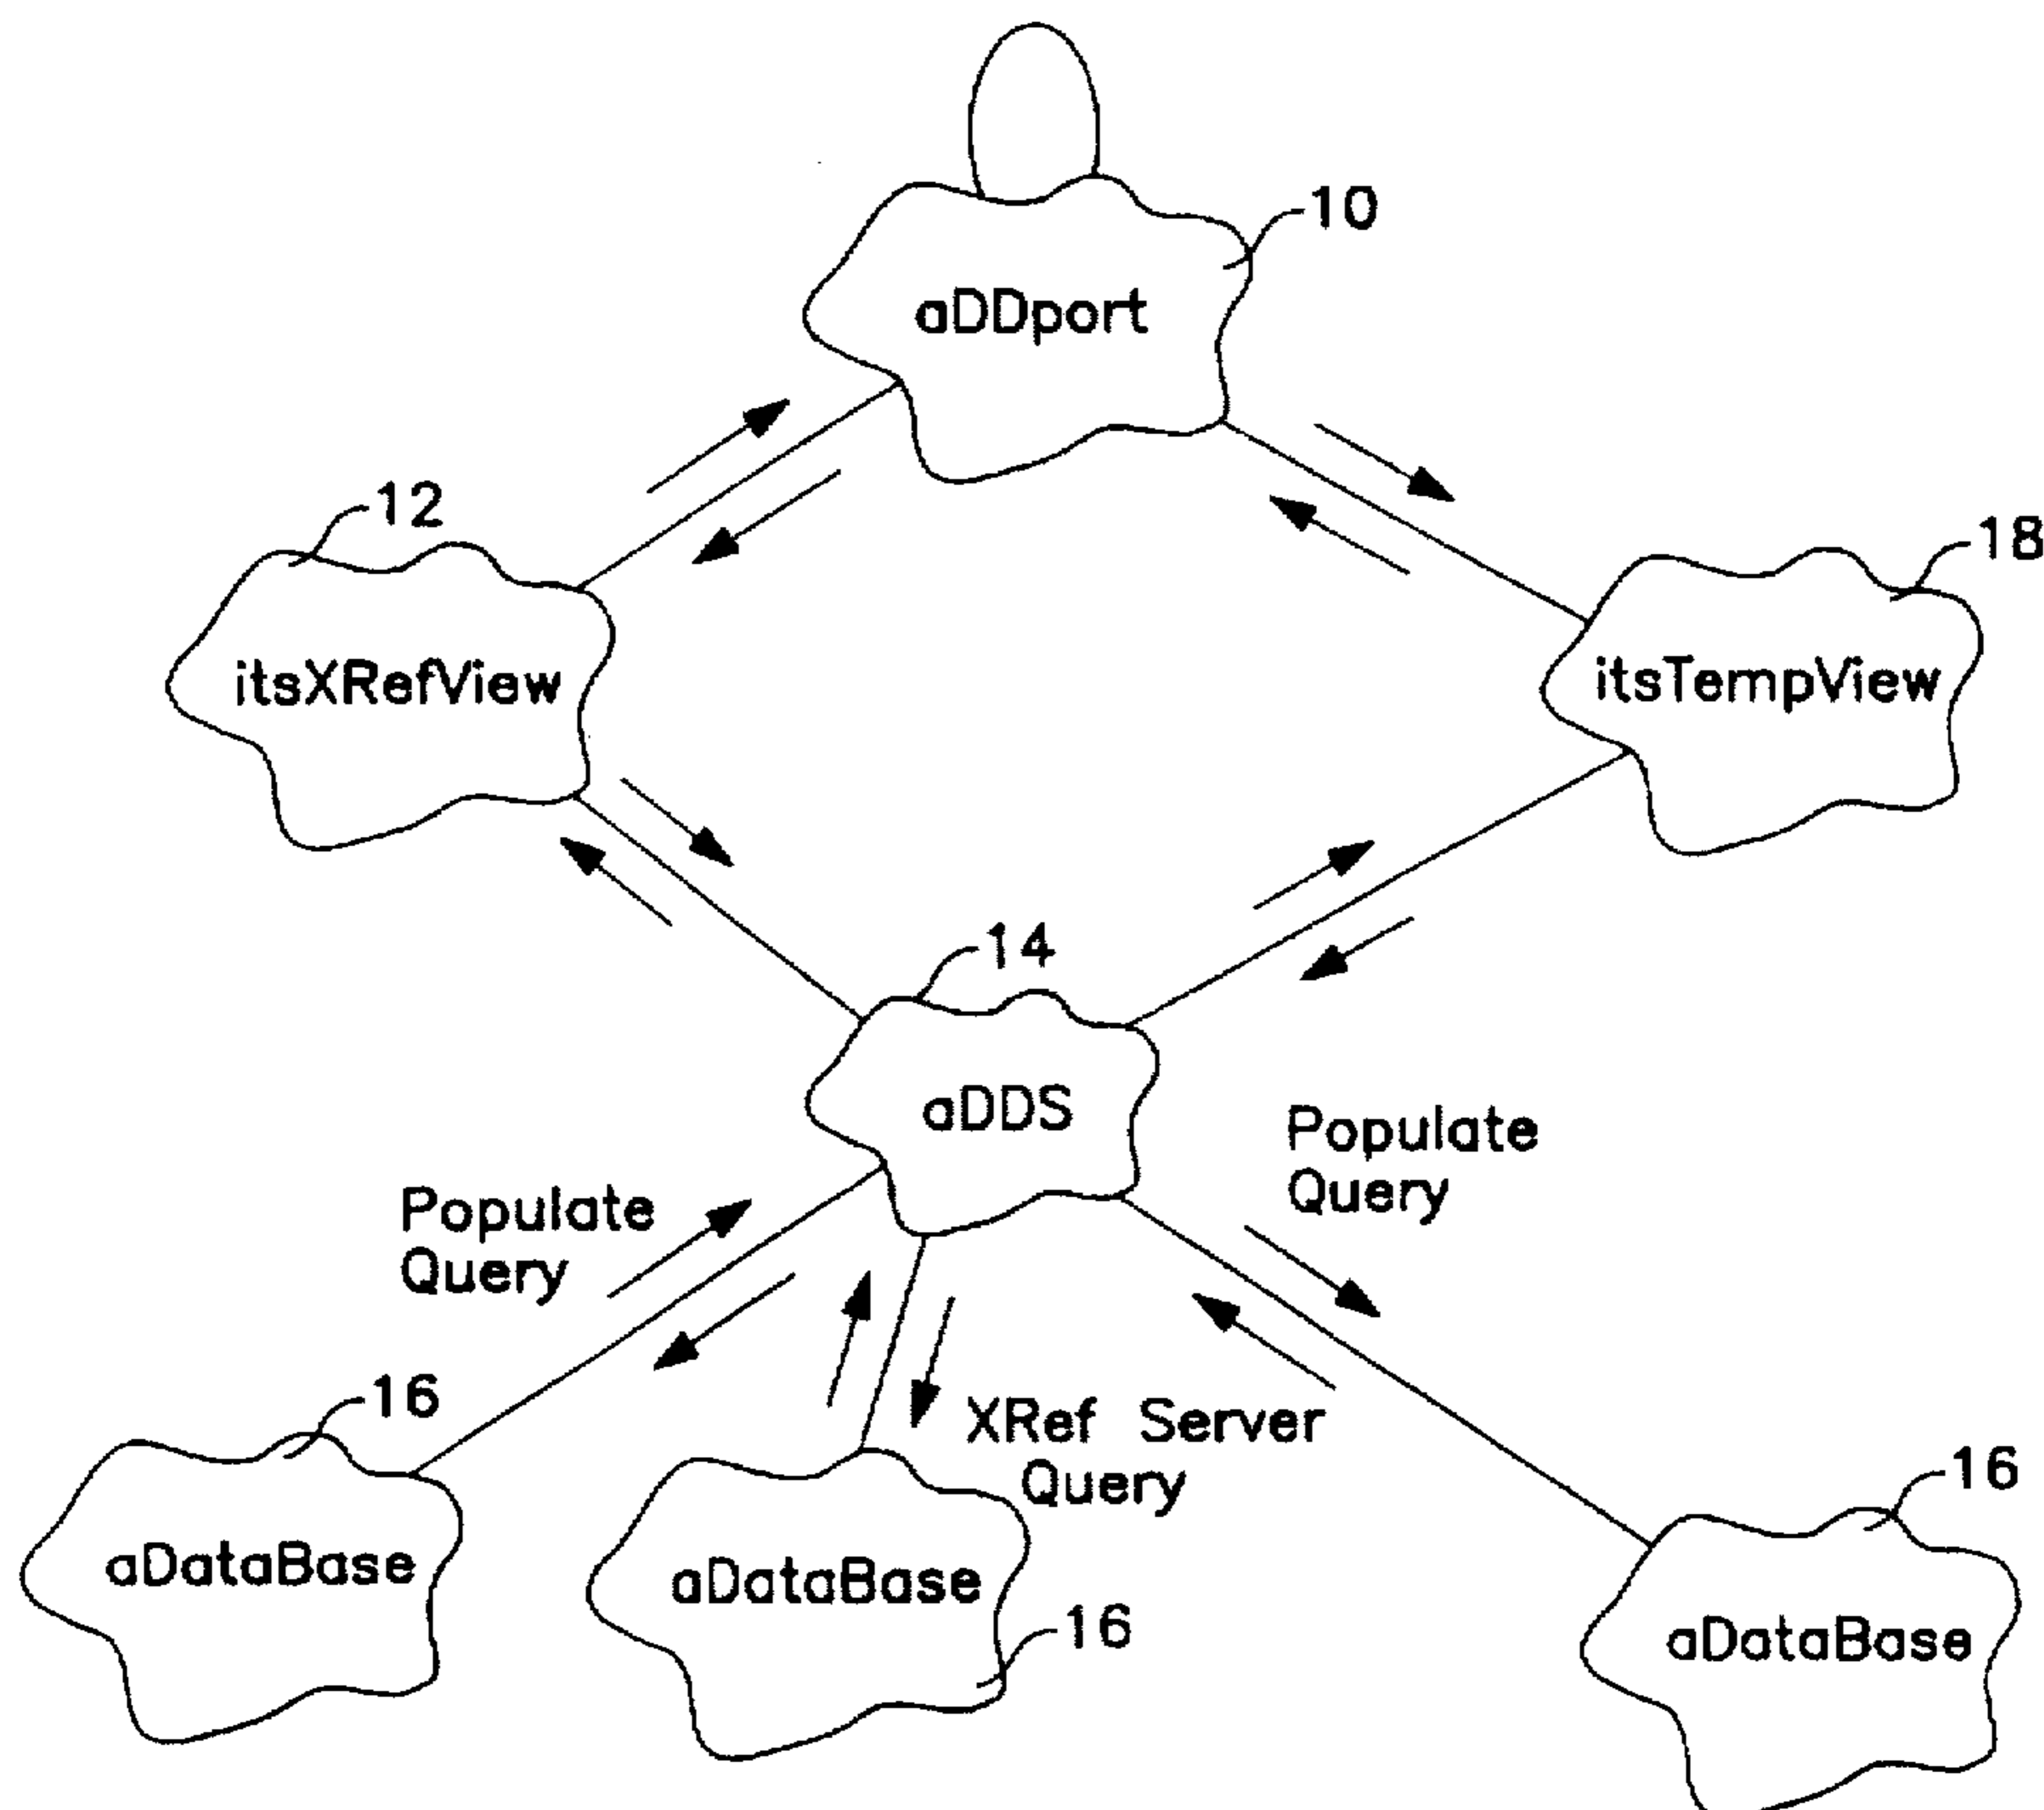 10
aDDport
12
18
itsXRefView
itsTempView
14
aDDS
Populate
Query
Populate
Query
16
XRef Server
Query
16
aDataBase
aDataBase
16
aDataBase